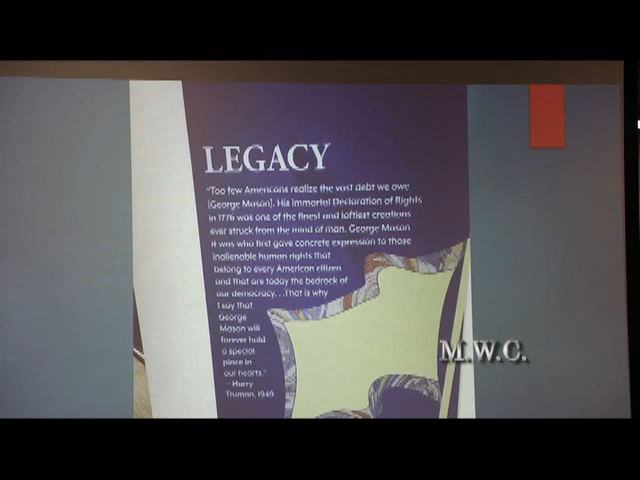 LEGACY
"Too few Americans realize the vast debt we owe
[George Mason]. His immortal Declaration of Rights
in 1776 was one of the finest and loftiest creations
ever struck from the mind of man. George Mason
it was who first gave concrete expression to those
inalienable human rights that
belong to every American citizen
and that are today the bedrock of
our democracy. . .That is why
I say that
George
Mason will
forever hold
a special
place in
our hearts."
— Harry
Truman, 1949
M.W.C.